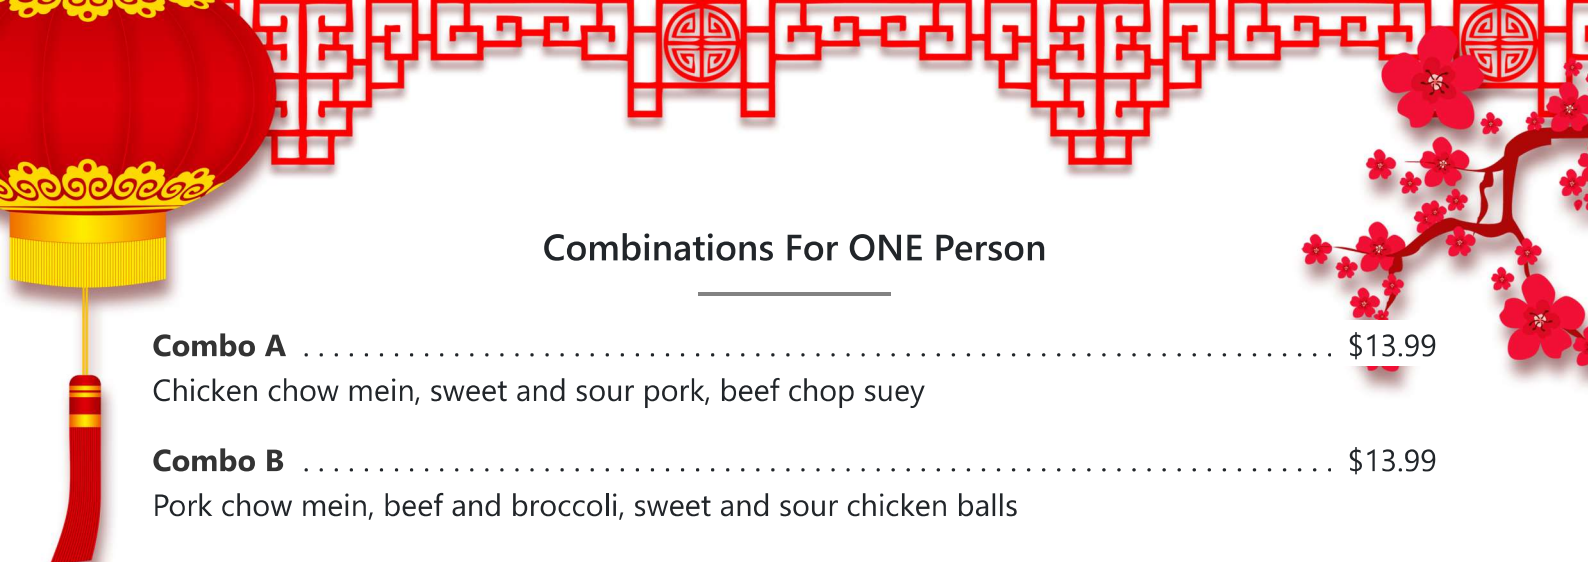 Combinations For ONE Person
Combo A ..................................................................... $13.99
Chicken chow mein, sweet and sour pork, beef chop suey
Combo B ..................................................................... $13.99
Pork chow mein, beef and broccoli, sweet and sour chicken balls